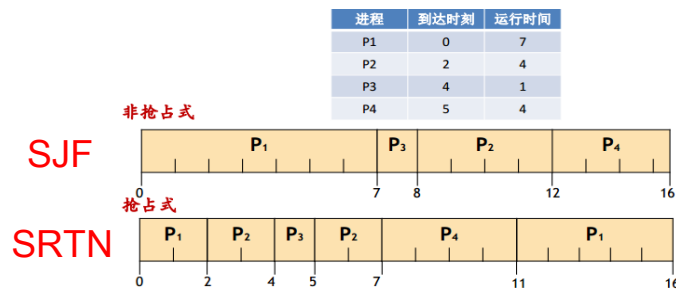 进程 到达时刻 运行时间
P1 0 7
P2 2 4
P3 4 1
P4 5 4
非抢占式
SJF
P₁ P₃ P₂ P₄
0 7 8 12 16
抢占式
SRTN
P₁ P₂ P₃ P₂ P₄ P₁
0 2 4 5 7 11 16